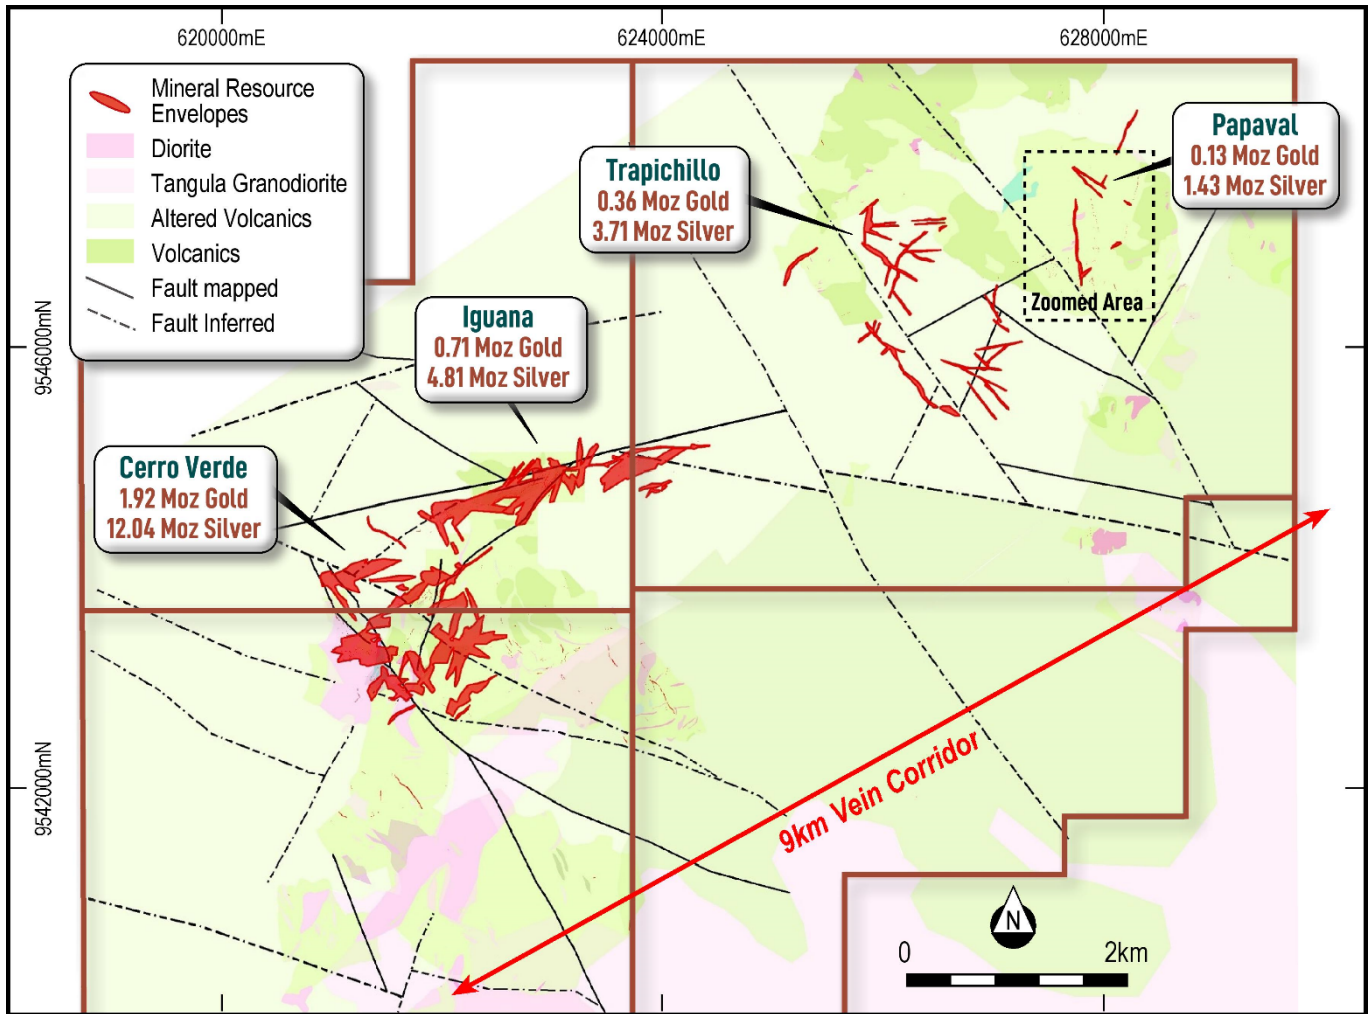 620000mE
624000mE
628000mE
Mineral Resource
Envelopes
Diorite
Tangula Granodiorite
Altered Volcanics
Volcanics
Fault mapped
Fault Inferred
Papaval
0.13 Moz Gold
1.43 Moz Silver
Trapichillo
0.36 Moz Gold
3.71 Moz Silver
Zoomed Area
Iguana
0.71 Moz Gold
4.81 Moz Silver
9546000mN
Cerro Verde
1.92 Moz Gold
12.04 Moz Silver
9542000mN
9km Vein Corridor
N
0
2km